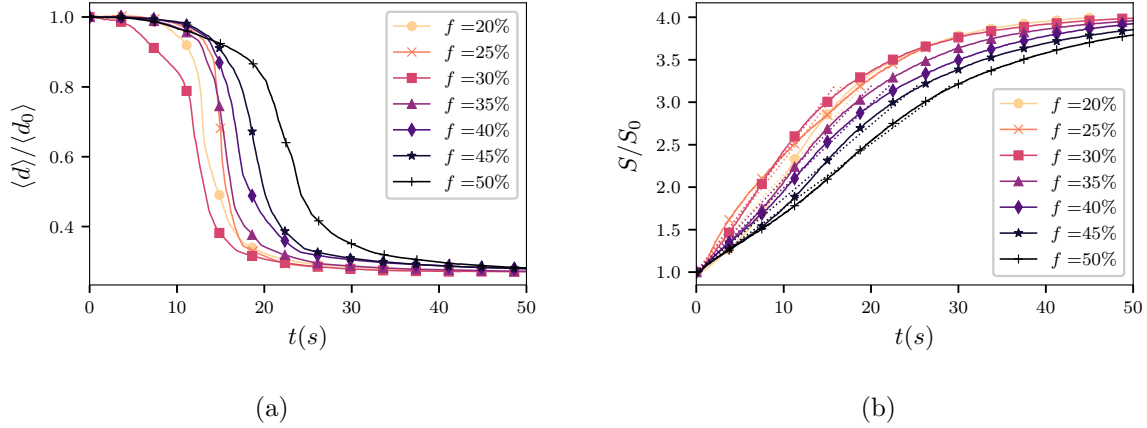 1.0
0.8
0.6
0.4
⟨d⟩/⟨d₀⟩
0 10 20 30 40 50
t(s)
f =20%
f =25%
f =30%
f =35%
f =40%
f =45%
f =50%
(a)
4.0
3.5
3.0
2.5
2.0
1.5
1.0
S/S₀
0 10 20 30 40 50
t(s)
f =20%
f =25%
f =30%
f =35%
f =40%
f =45%
f =50%
(b)